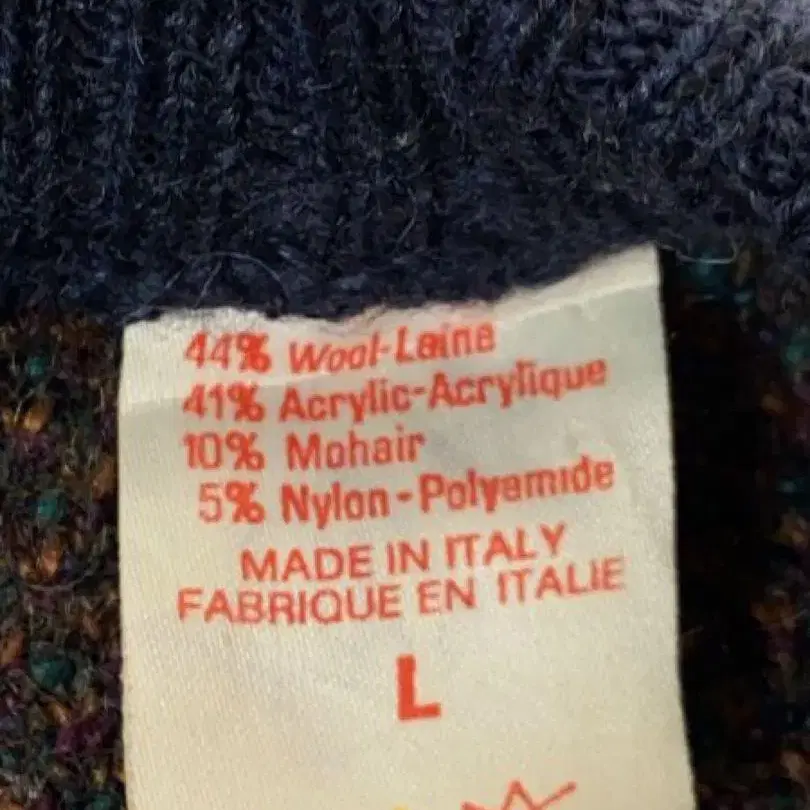 44% Wool-Laine
41% Acrylic-Acrylique
10% Mohair
5% Nylon-Polyamide
MADE IN ITALY
FABRIQUE EN ITALIE
L